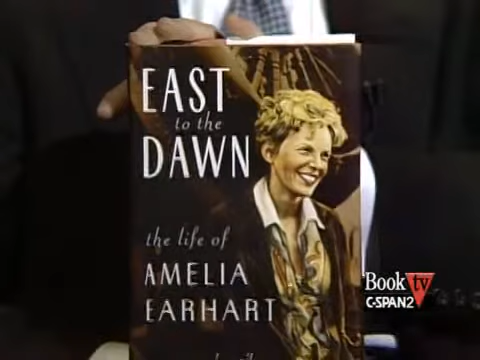 EAST
to the
DAWN
the life of
AMELIA
EARHART
Book tv
C-SPAN2